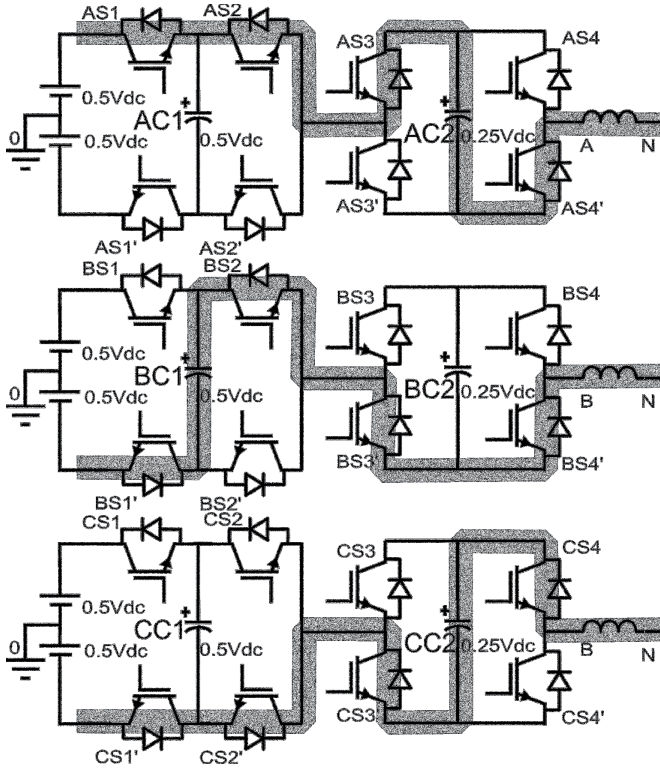 AS1 AS2
AS3 AS4
0.5Vdc
AC1 + 0.5Vdc AC2 + 0.25Vdc
0 0.5Vdc
A N
AS3' AS4'
AS1' AS2'
BS1 BS2
BS3 BS4
0.5Vdc
BC1 + 0.5Vdc BC2 + 0.25Vdc
0 0.5Vdc
B N
BS3' BS4'
BS1' BS2'
CS1 CS2
CS3 CS4
0.5Vdc
CC1 + 0.5Vdc CC2 + 0.25Vdc
0 0.5Vdc
B N
CS3' CS4'
CS1' CS2'